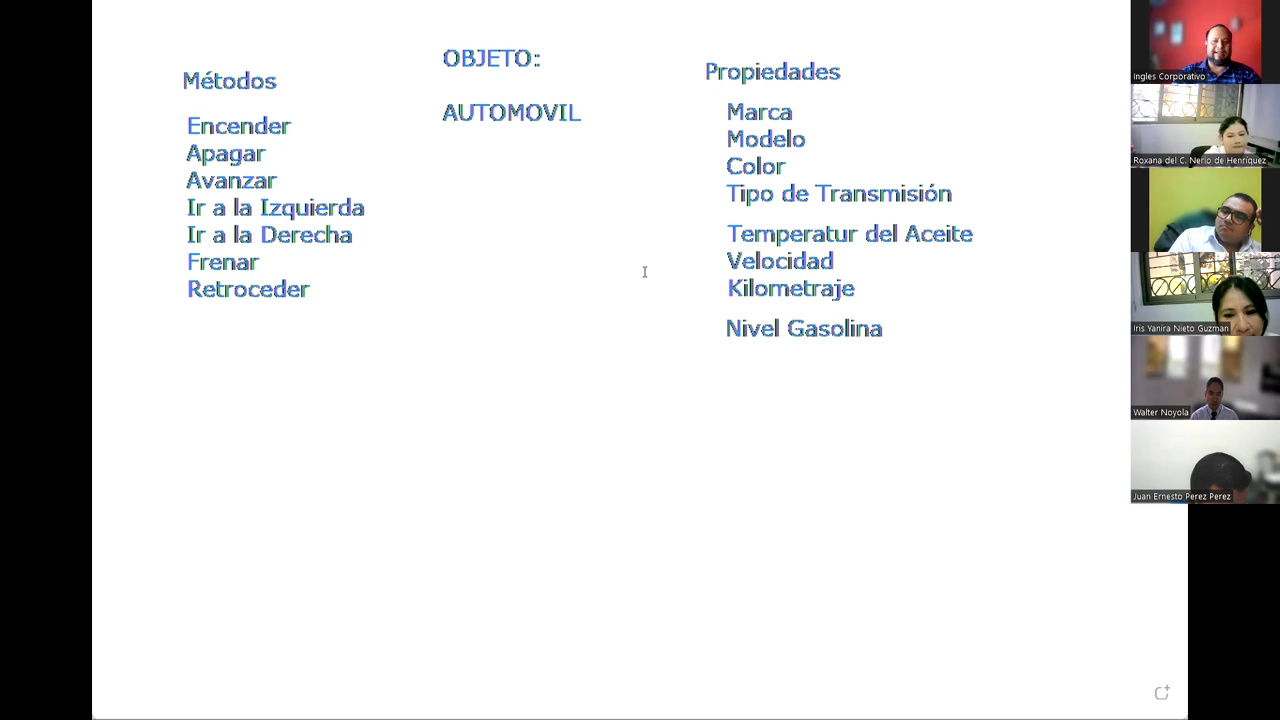 Métodos
Encender
Apagar
Avanzar
Ir a la Izquierda
Ir a la Derecha
Frenar
Retroceder
OBJETO:
AUTOMOVIL
Propiedades
Marca
Modelo
Color
Tipo de Transmisión
Temperatur del Aceite
Velocidad
Kilometraje
Nivel Gasolina
Ingles Corporativo
Roxana del C. Nerio de Henríquez
Iris Yanira Nieto Guzman
Walter Noyola
Juan Ernesto Perez Perez